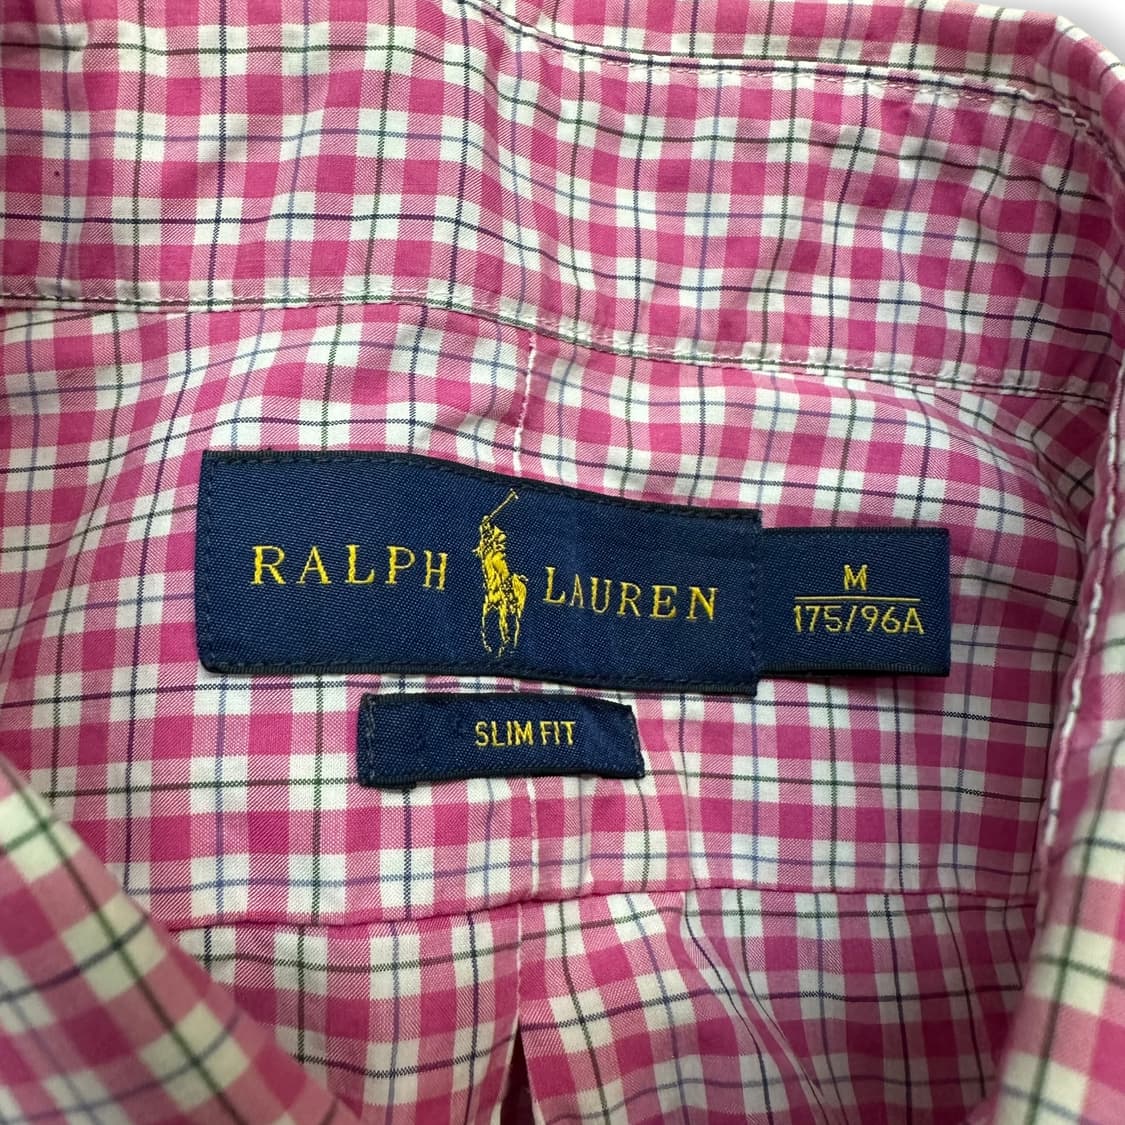 RALPH LAUREN
M
175/96A
SLIM FIT